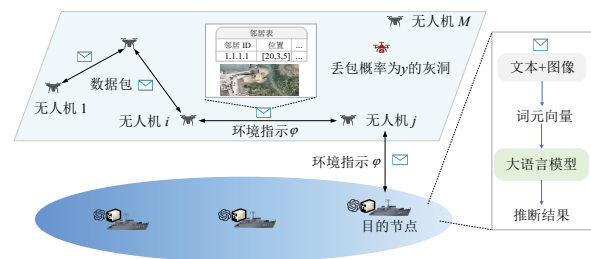 邻居表
邻居 ID 位置 ...
1.1.1.1 [20,3,5] ...
无人机 M
丢包概率为y的灰洞
数据包
无人机 1
无人机 i
环境指示φ
无人机 j
环境指示 φ
目的节点
文本+图像
词元向量
大语言模型
推断结果